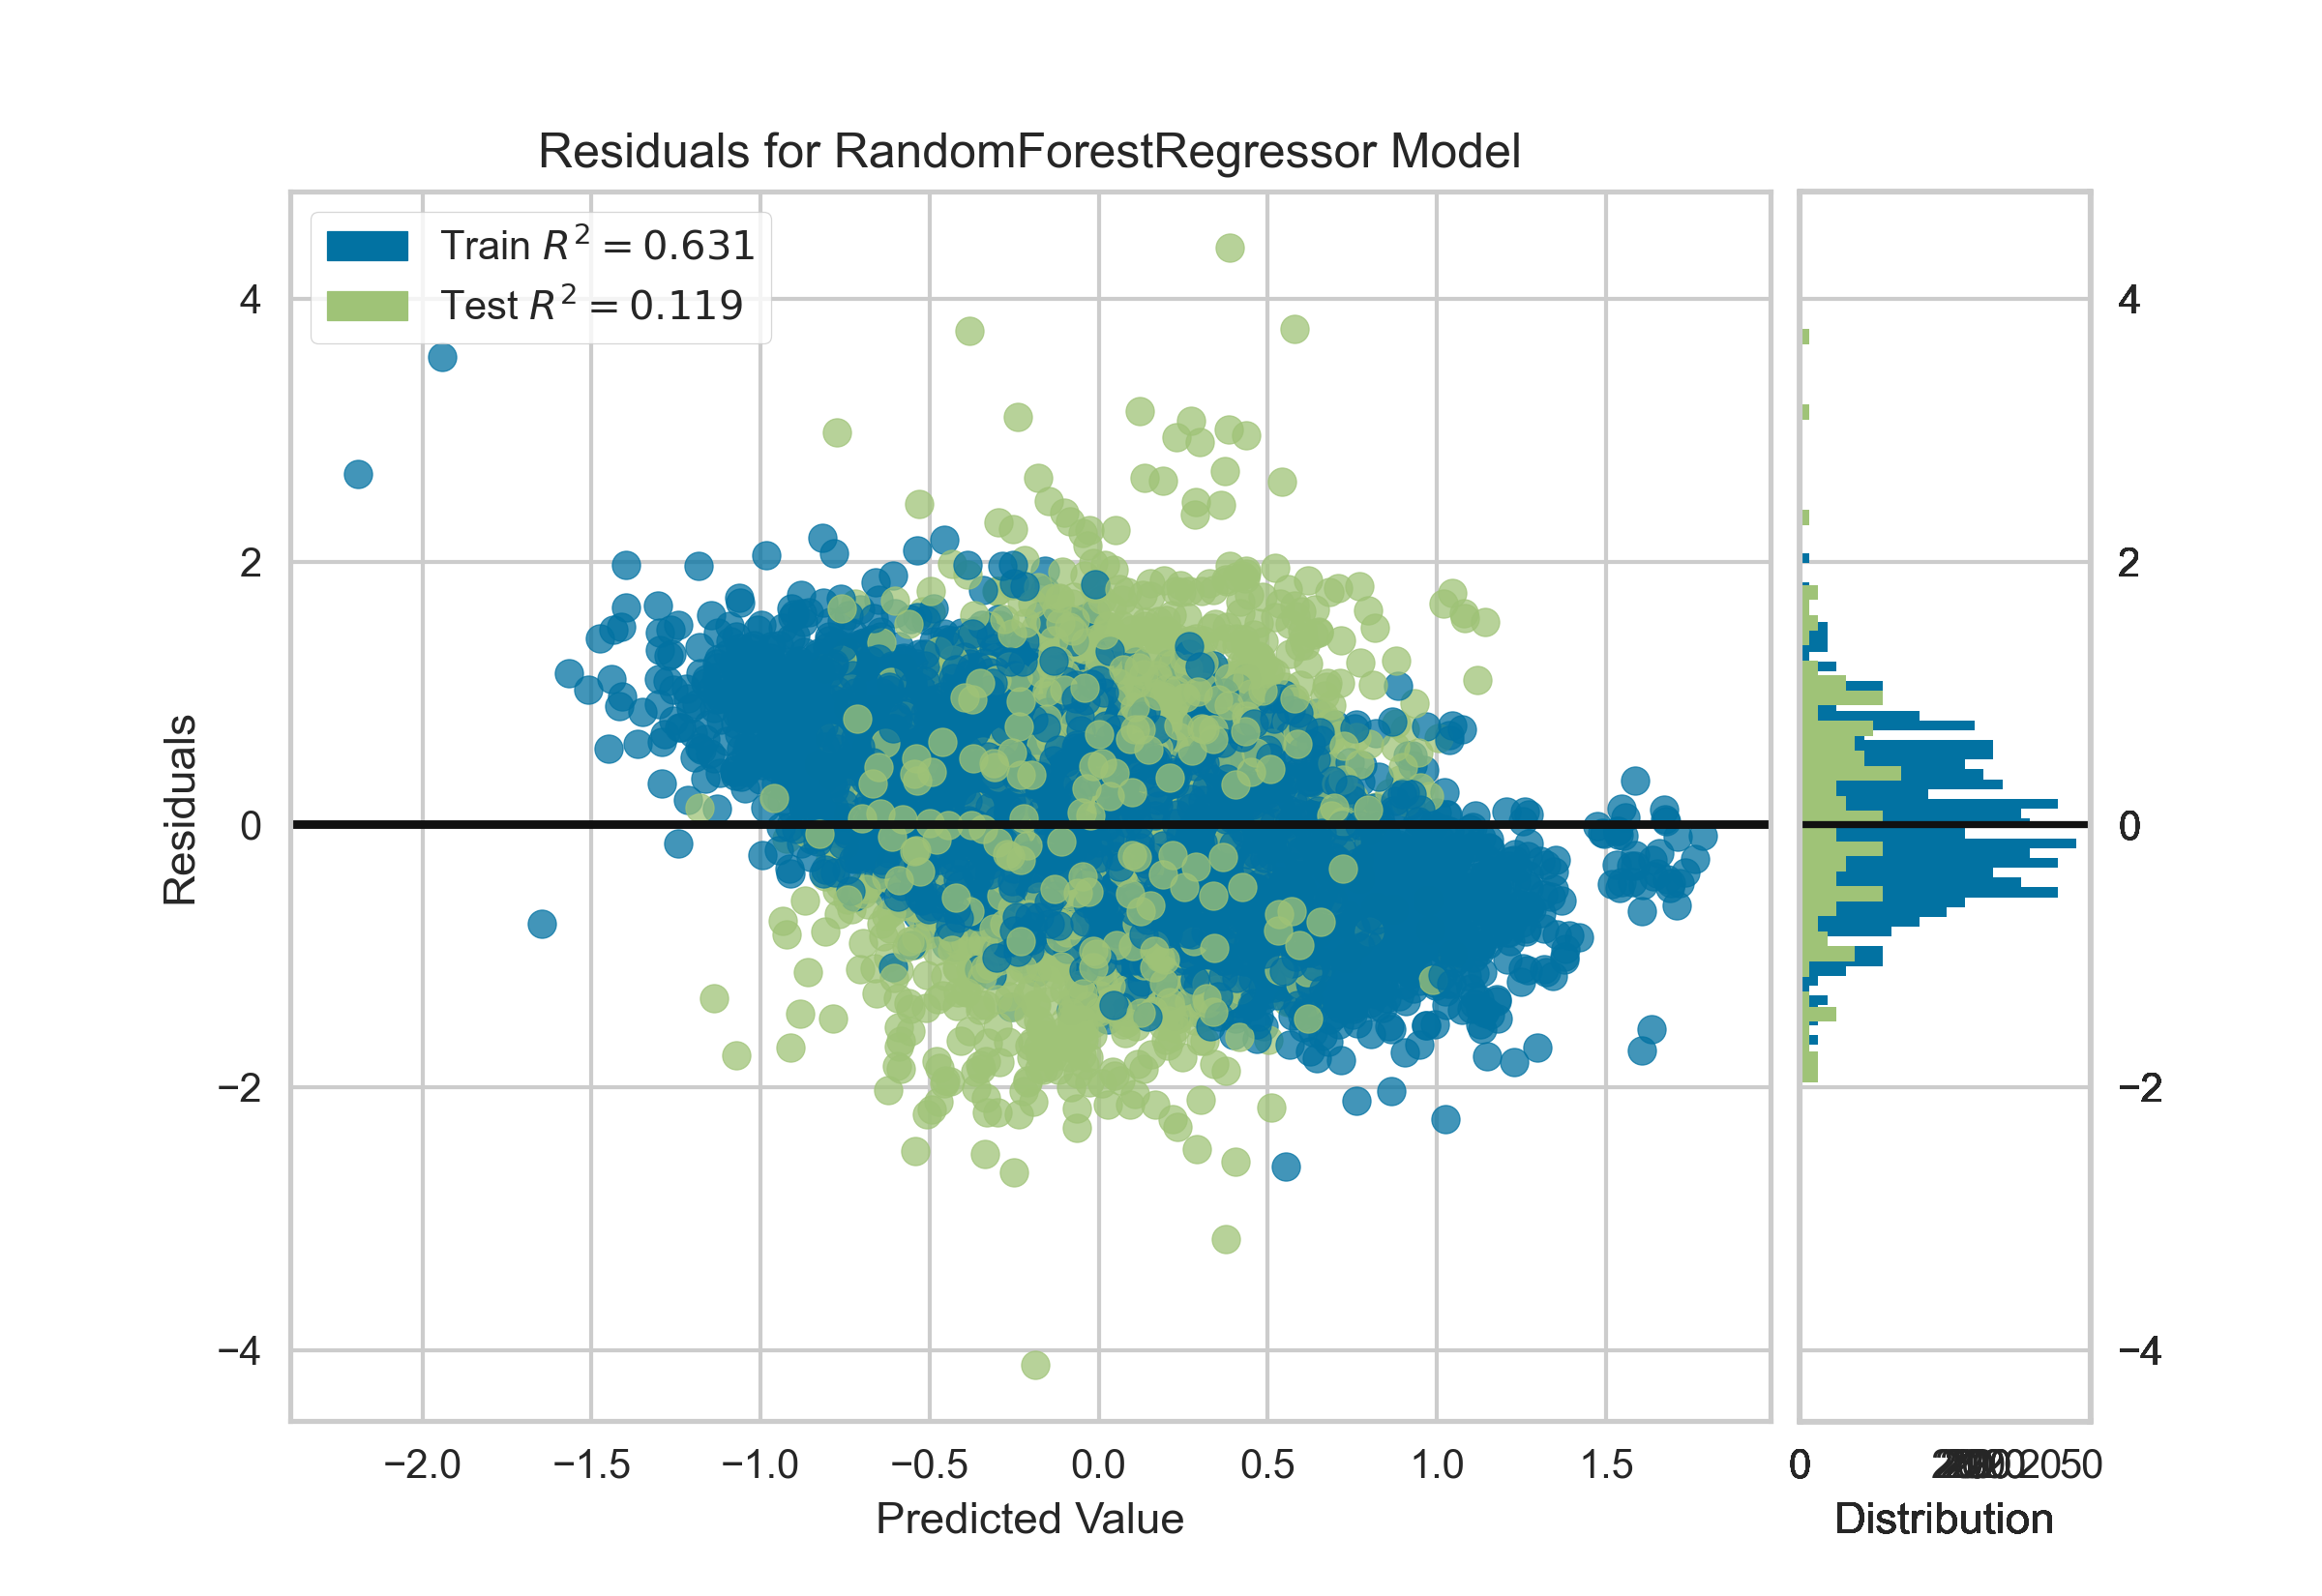 Residuals for RandomForestRegressor Model
Train R² = 0.631
Test R² = 0.119
Residuals
4
2
0
−2
−4
4
2
0
−2
−4
−2.0 −1.5 −1.0 −0.5 0.0 0.5 1.0 1.5
0 50
Predicted Value
Distribution